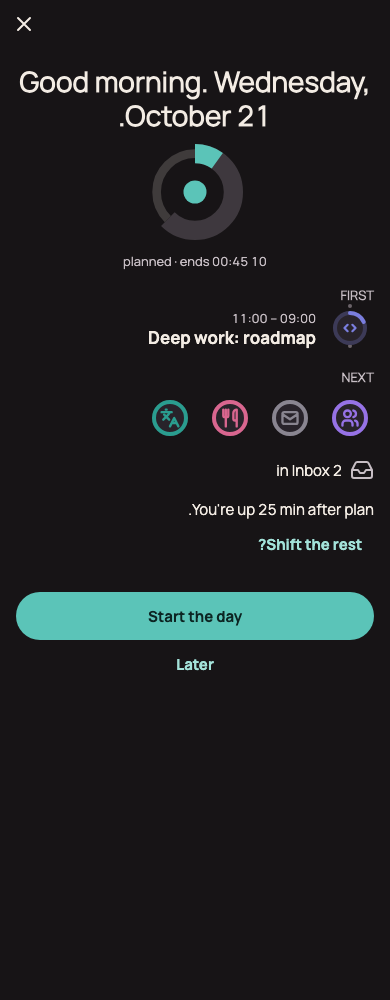 Good morning. Wednesday,
.October 21
planned · ends 00:45 10
FIRST
11:00 – 09:00
Deep work: roadmap
NEXT
in Inbox 2
.You're up 25 min after plan
?Shift the rest
Start the day
Later